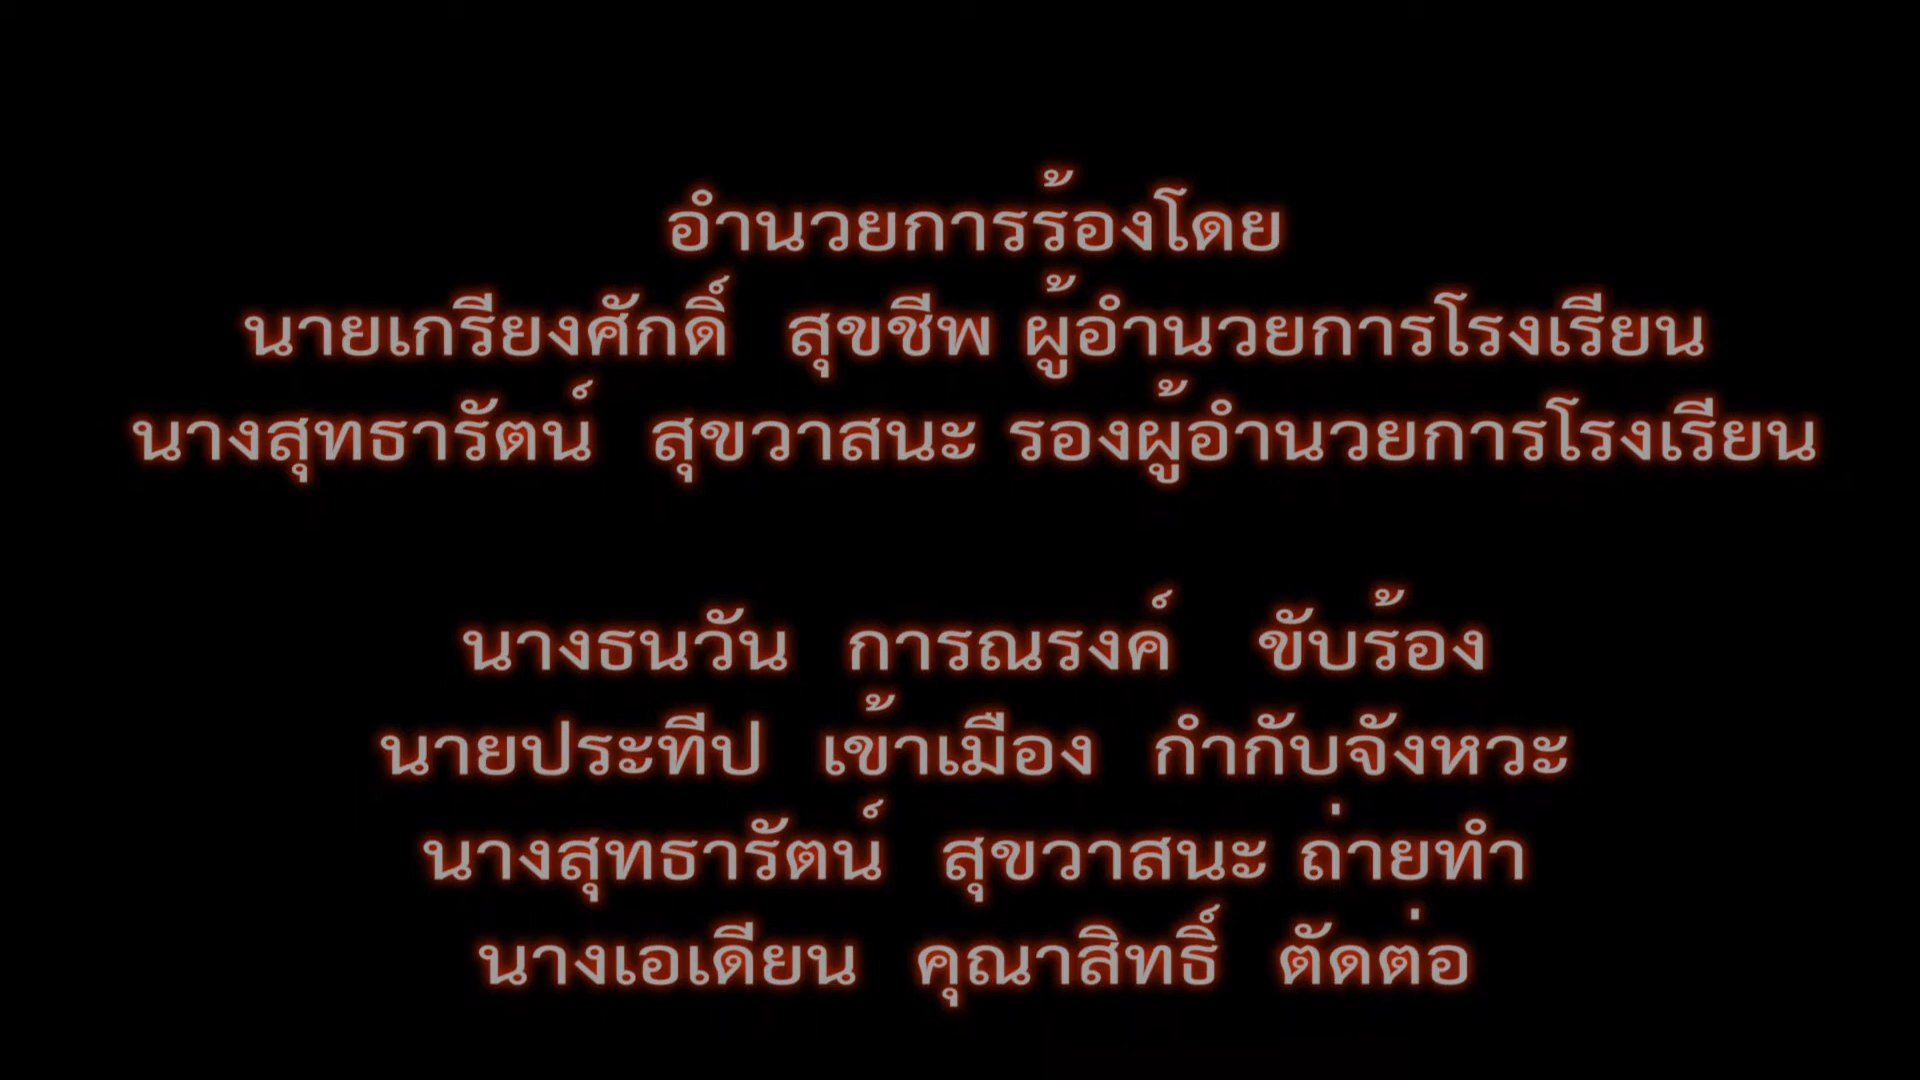 อำนวยการร้องโดย
นายเกรียงศักดิ์ สุขชีพ ผู้อำนวยการโรงเรียน
นางสุทธารัตน์ สุขวาสนะ รองผู้อำนวยการโรงเรียน
นางธนวัน การณรงค์ ขับร้อง
นายประทีป เข้าเมือง กำกับจังหวะ
นางสุทธารัตน์ สุขวาสนะ ถ่ายทำ
นางเอเดียน คุณาสิทธิ์ ตัดต่อ